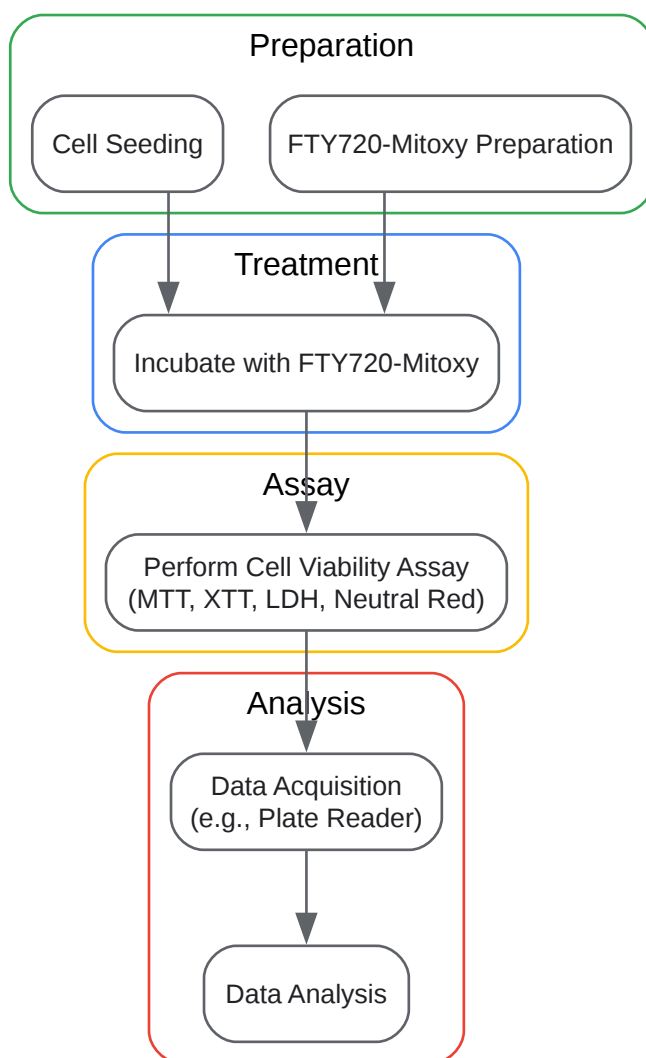 Preparation
Cell Seeding
FTY720-Mitoxy Preparation
Treatment
Incubate with FTY720-Mitoxy
Assay
Perform Cell Viability Assay
(MTT, XTT, LDH, Neutral Red)
Analysis
Data Acquisition
(e.g., Plate Reader)
Data Analysis